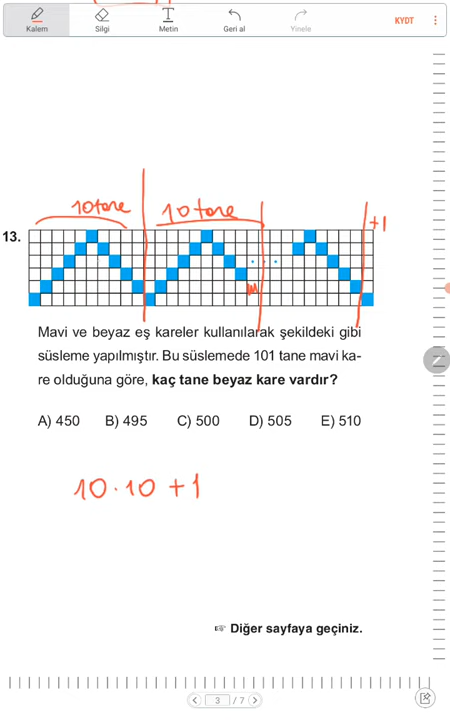 Kalem Silgi Metin Geri al Yinele KYDT
10 tane 10 tane +1
13.
Mavi ve beyaz eş kareler kullanılarak şekildeki gibi
süsleme yapılmıştır. Bu süslemede 101 tane mavi ka-
re olduğuna göre, kaç tane beyaz kare vardır?
A) 450 B) 495 C) 500 D) 505 E) 510
10 · 10 + 1
☞ Diğer sayfaya geçiniz.
< 3 / 7 >